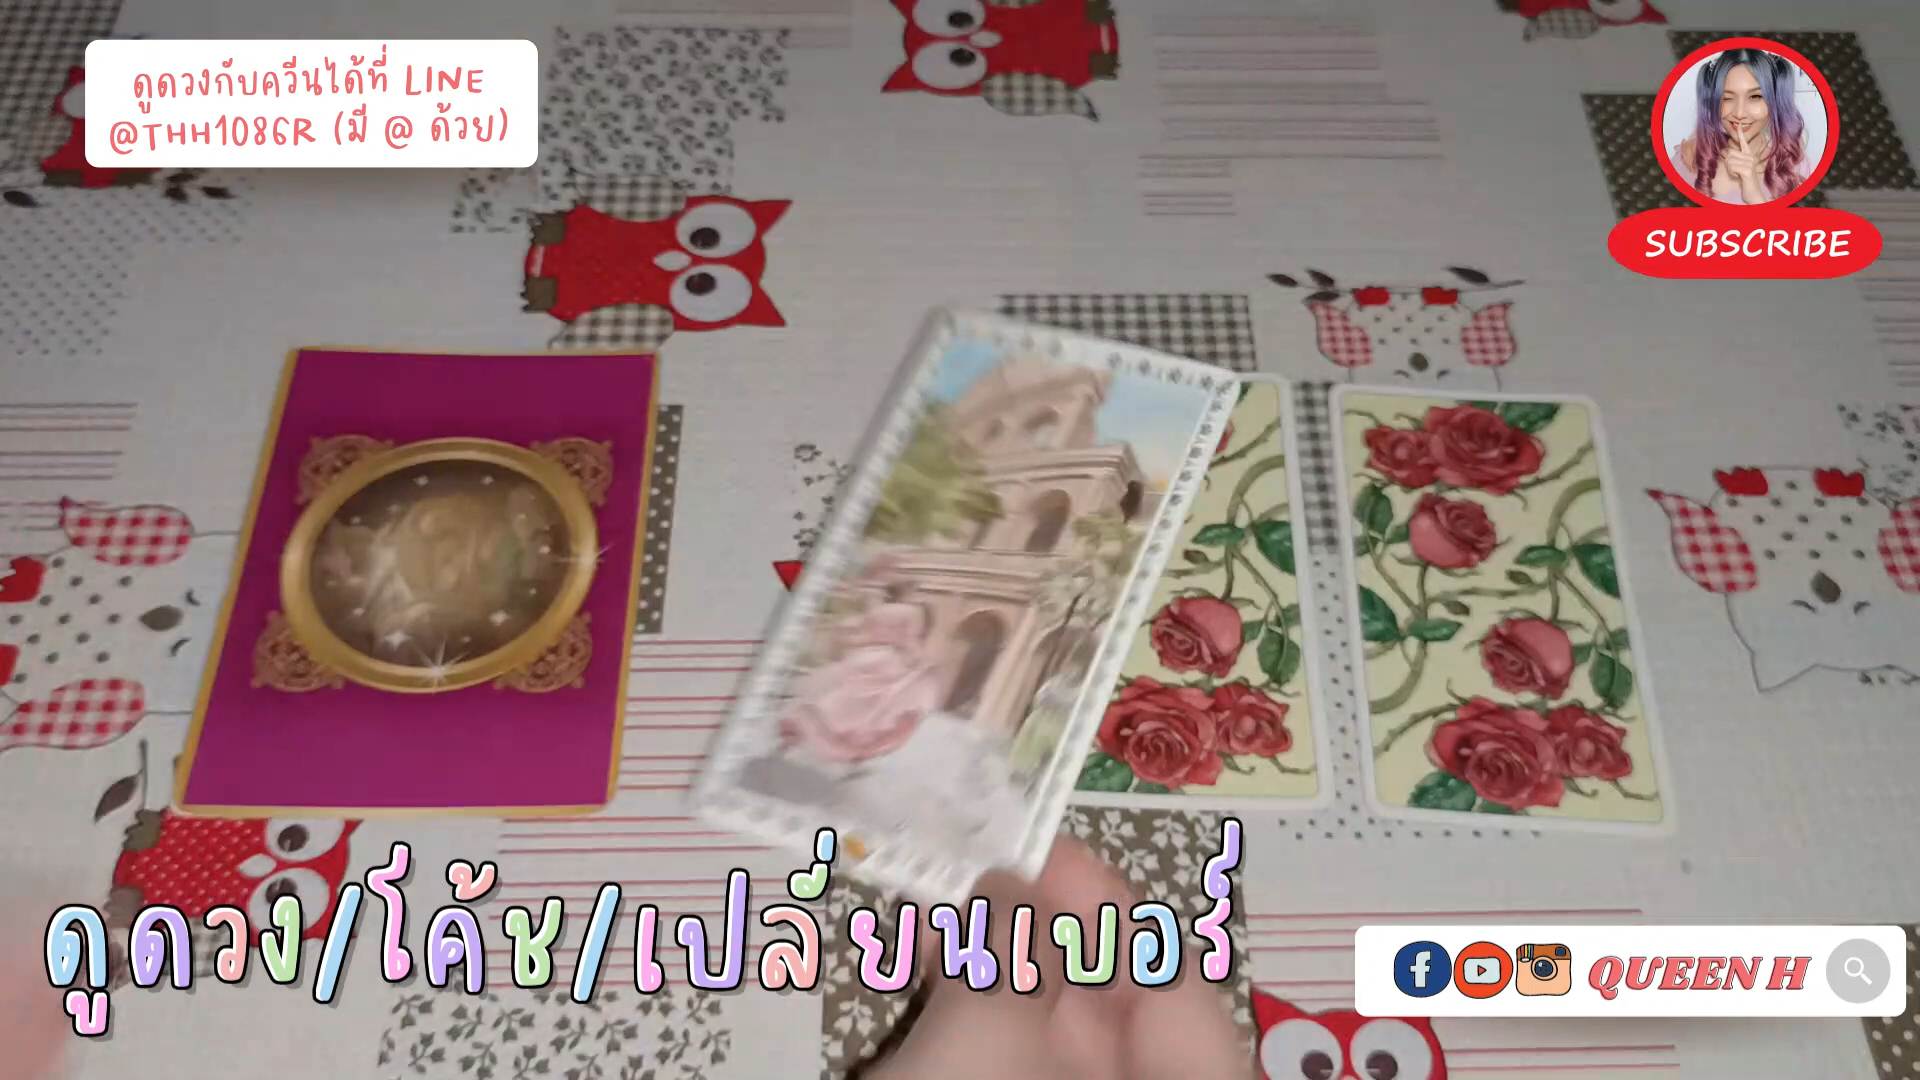 ดูดวงกับควีนได้ที่ LINE
@THH1086R (มี @ ด้วย)
SUBSCRIBE
ดูดวง/โค้ช/เปลี่ยนเบอร์
QUEEN H